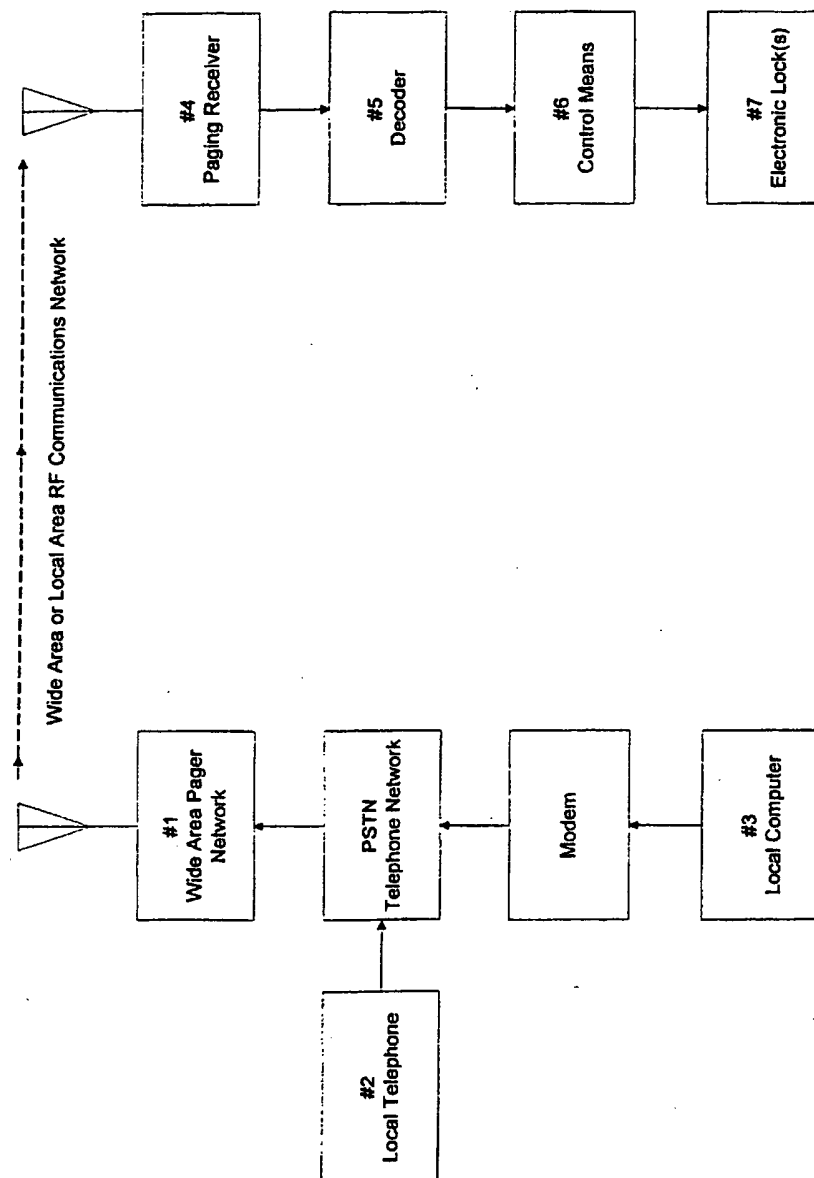 Wide Area or Local Area RF Communications Network
#1
Wide Area Pager
Network
PSTN
Telephone Network
#2
Local Telephone
Modem
#3
Local Computer
#4
Paging Receiver
#5
Decoder
#6
Control Means
#7
Electronic Lock(s)